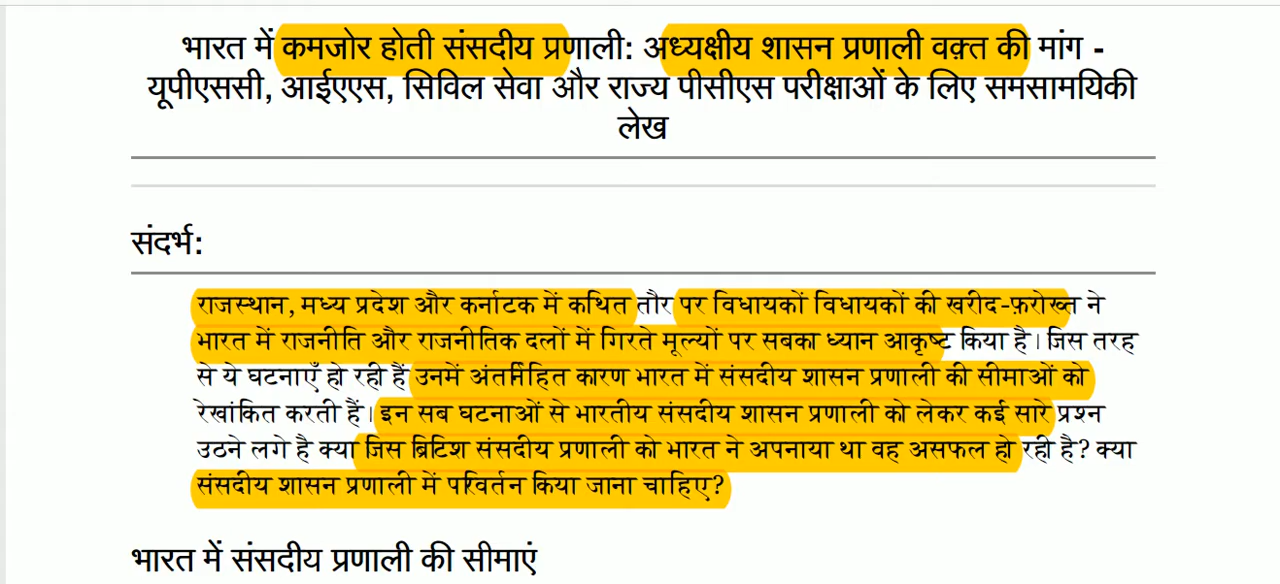 भारत में कमजोर होती संसदीय प्रणाली: अध्यक्षीय शासन प्रणाली वक़्त की मांग -
यूपीएससी, आईएएस, सिविल सेवा और राज्य पीसीएस परीक्षाओं के लिए समसामयिकी
लेख
संदर्भ:
राजस्थान, मध्य प्रदेश और कर्नाटक में कथित तौर पर विधायकों विधायकों की खरीद-फ़रोख्त ने
भारत में राजनीति और राजनीतिक दलों में गिरते मूल्यों पर सबका ध्यान आकृष्ट किया है। जिस तरह
से ये घटनाएँ हो रही हैं उनमें अंतर्निहित कारण भारत में संसदीय शासन प्रणाली की सीमाओं को
रेखांकित करती हैं। इन सब घटनाओं से भारतीय संसदीय शासन प्रणाली को लेकर कई सारे प्रश्न
उठने लगे है क्या जिस ब्रिटिश संसदीय प्रणाली को भारत ने अपनाया था वह असफल हो रही है? क्या
संसदीय शासन प्रणाली में परिवर्तन किया जाना चाहिए?
भारत में संसदीय प्रणाली की सीमाएं